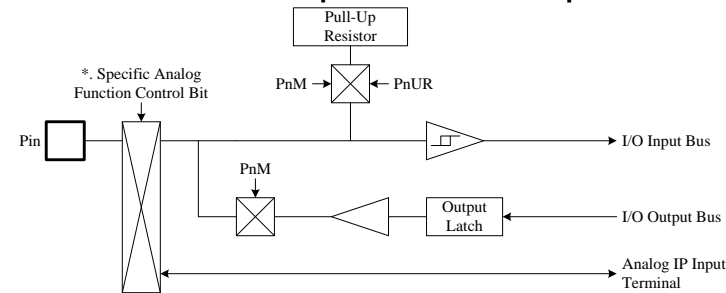 Pull-Up
Resistor
*. Specific Analog
Function Control Bit
PnM
PnUR
Pin
I/O Input Bus
PnM
Output
Latch
I/O Output Bus
Analog IP Input
Terminal